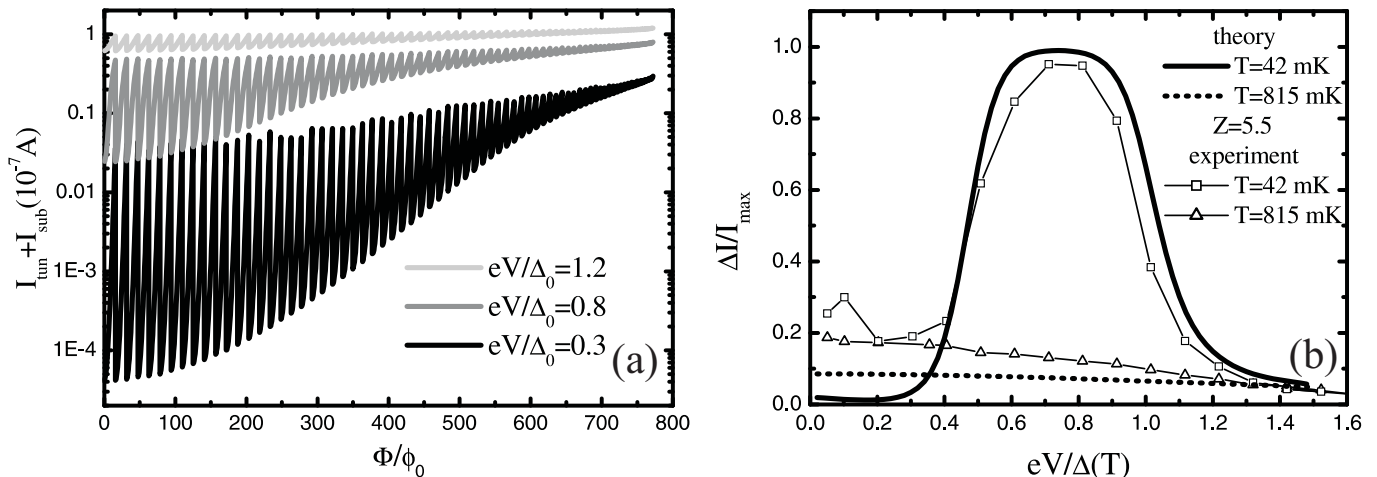 1
0.1
0.01
1E-3
1E-4
I_tun+I_sub(10^-7 A)
eV/Δ_0=1.2
eV/Δ_0=0.8
eV/Δ_0=0.3
(a)
0 100 200 300 400 500 600 700 800
Φ/ϕ_0
1.0
0.8
0.6
0.4
0.2
0.0
ΔI/I_max
theory
T=42 mK
T=815 mK
Z=5.5
experiment
T=42 mK
T=815 mK
(b)
0.0 0.2 0.4 0.6 0.8 1.0 1.2 1.4 1.6
eV/Δ(T)